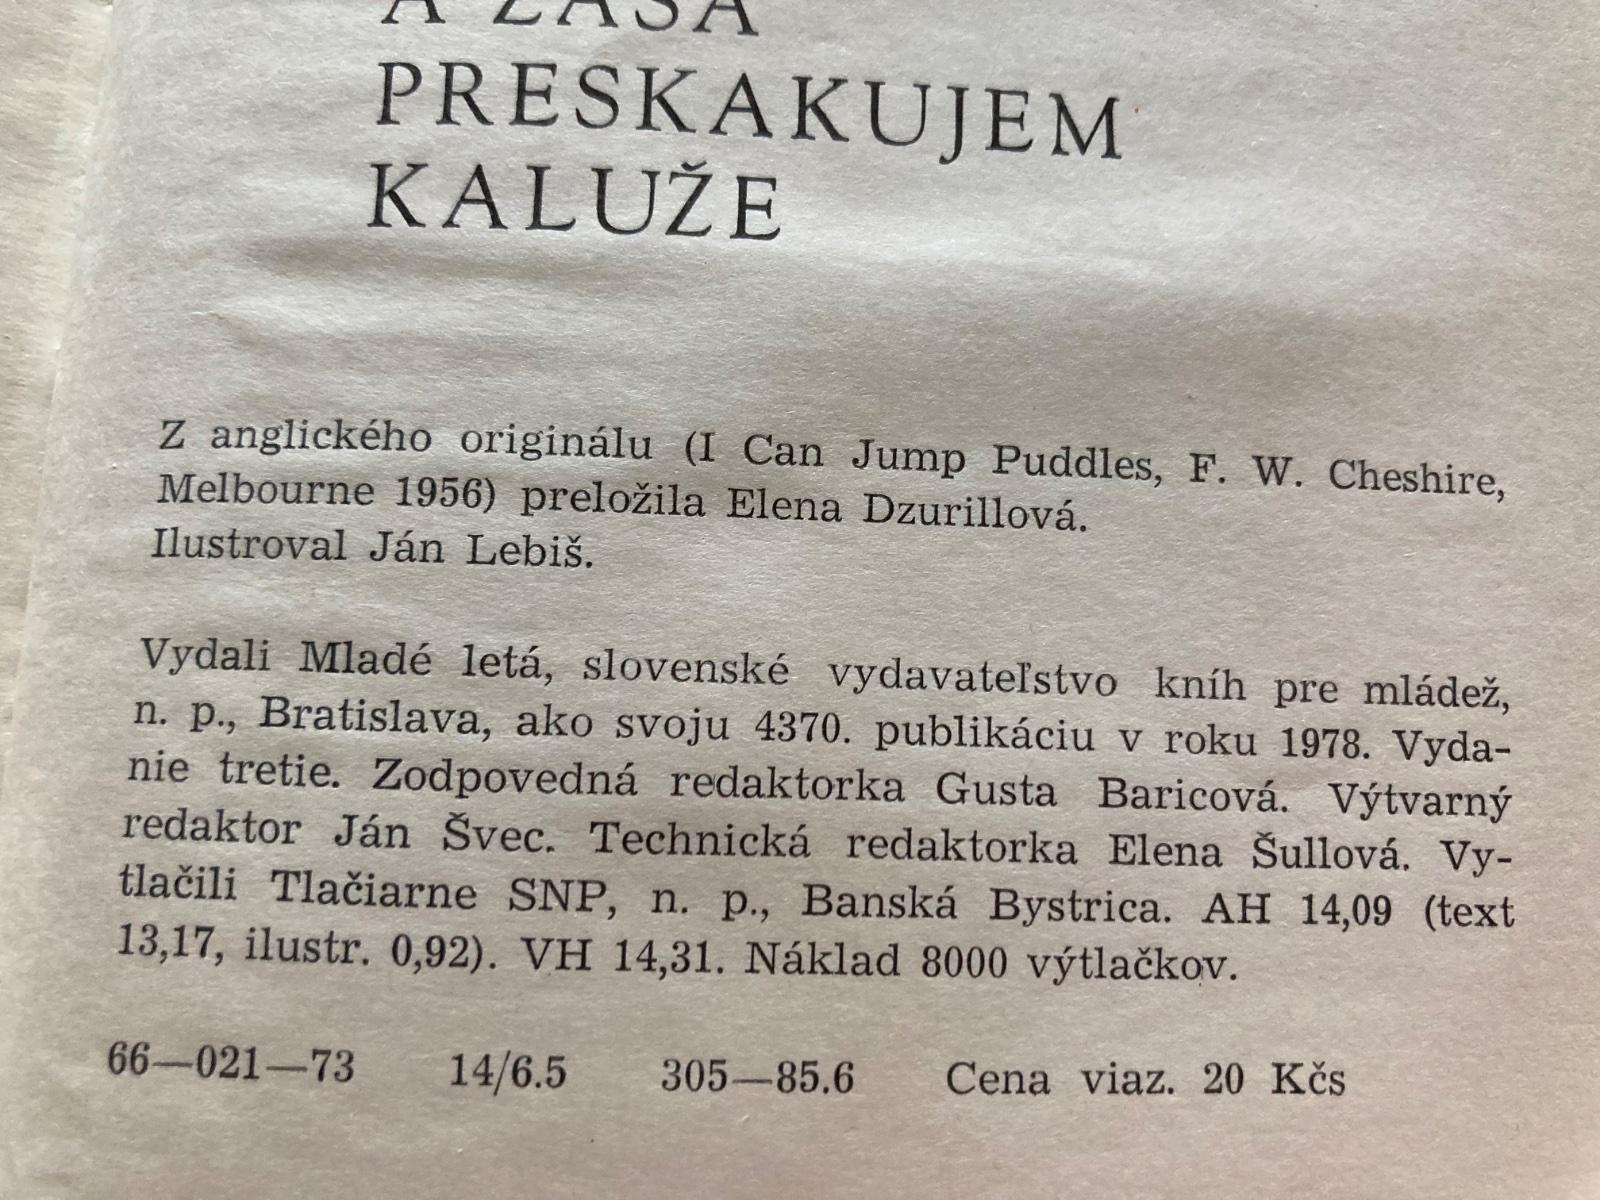 A ZASA
PRESKAKUJEM
KALUŽE
Z anglického originálu (I Can Jump Puddles, F. W. Cheshire,
Melbourne 1956) preložila Elena Dzurillová.
Ilustroval Ján Lebiš.
Vydali Mladé letá, slovenské vydavateľstvo kníh pre mládež,
n. p., Bratislava, ako svoju 4370. publikáciu v roku 1978. Vyda-
nie tretie. Zodpovedná redaktorka Gusta Baricová. Výtvarný
redaktor Ján Švec. Technická redaktorka Elena Šullová. Vy-
tlačili Tlačiarne SNP, n. p., Banská Bystrica. AH 14,09 (text
13,17, ilustr. 0,92). VH 14,31. Náklad 8000 výtlačkov.
66—021—73 14/6.5 305—85.6 Cena viaz. 20 Kčs